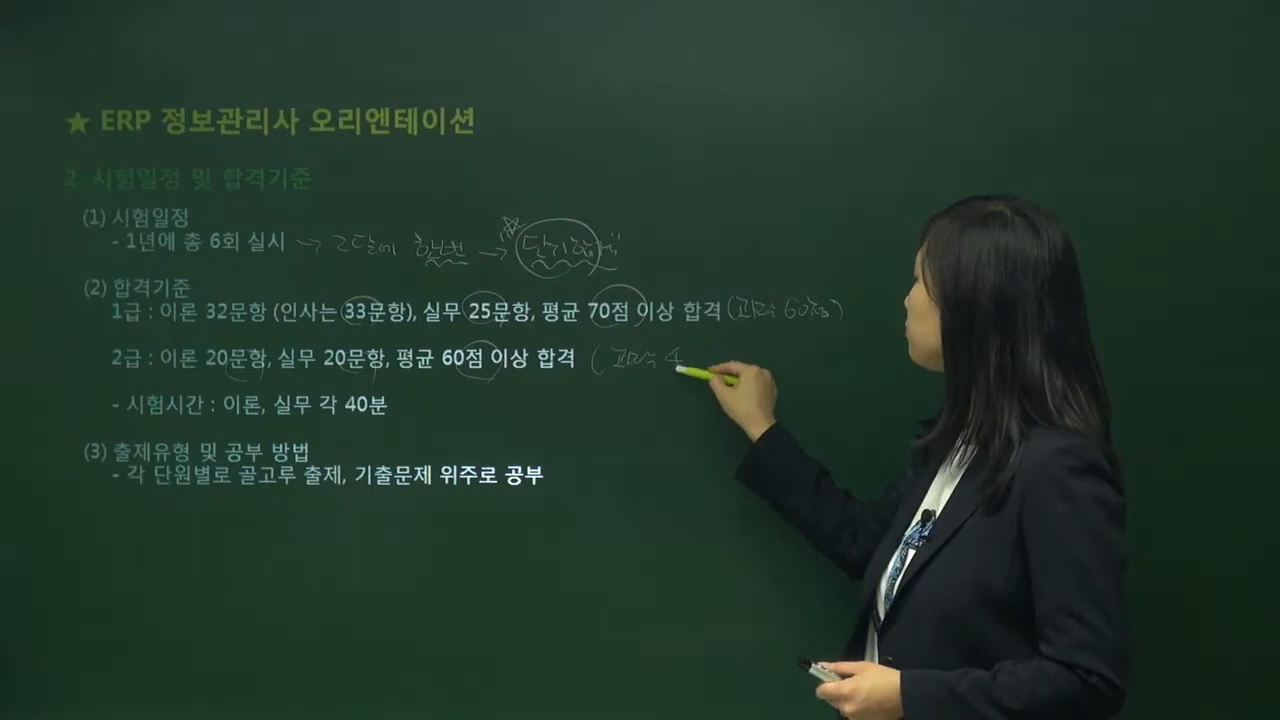 ★ ERP 정보관리사 오리엔테이션
2. 시험일정 및 합격기준
(1) 시험일정
- 1년에 총 6회 실시 → 2달에 한번 → 단기합격
(2) 합격기준
1급 : 이론 32문항 (인사는 33문항), 실무 25문항, 평균 70점 이상 합격 (과락 60점)
2급 : 이론 20문항, 실무 20문항, 평균 60점 이상 합격 (과락 4
- 시험시간 : 이론, 실무 각 40분
(3) 출제유형 및 공부 방법
- 각 단원별로 골고루 출제, 기출문제 위주로 공부